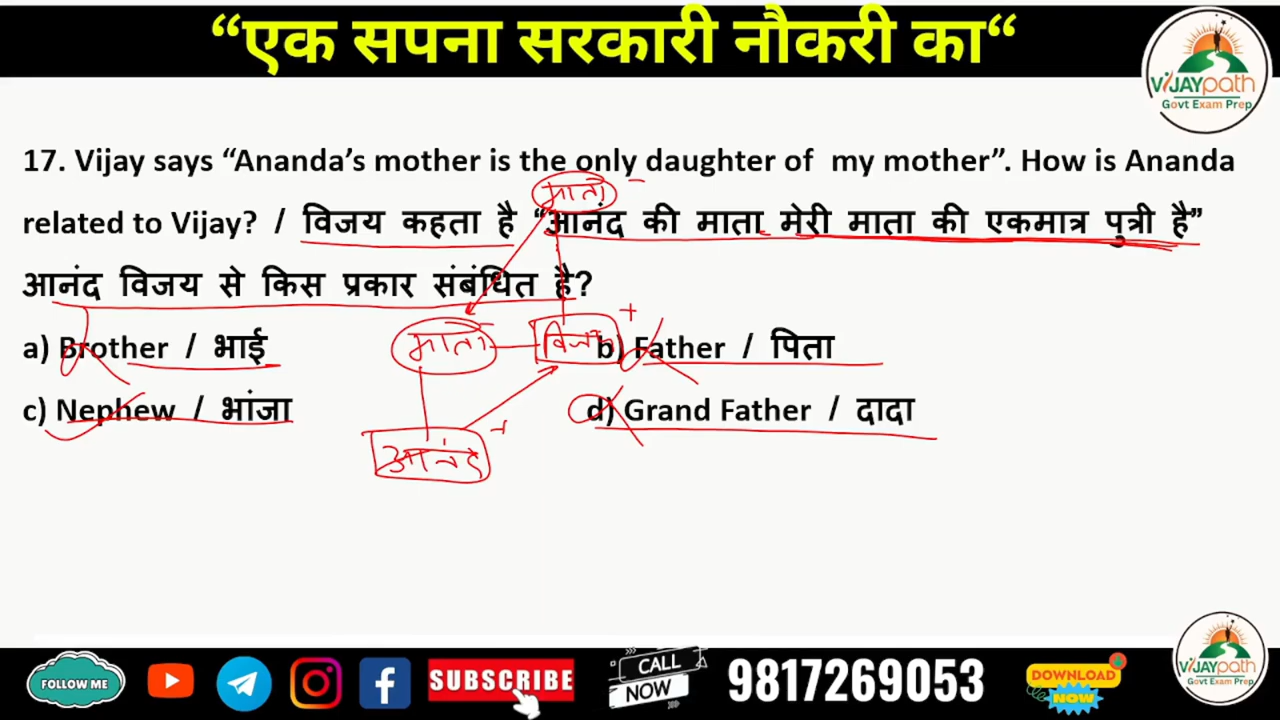 “एक सपना सरकारी नौकरी का“
VIJAYpath
Govt Exam Prep
17. Vijay says “Ananda’s mother is the only daughter of my mother”. How is Ananda
माता
related to Vijay? / विजय कहता है “आनंद की माता मेरी माता की एकमात्र पुत्री है”
आनंद विजय से किस प्रकार संबंधित है?
a) Brother / भाई
माता
विजय
b) Father / पिता
c) Nephew / भांजा
d) Grand Father / दादा
आनंद
FOLLOW ME
SUBSCRIBE
CALL
NOW
9817269053
DOWNLOAD
NOW
VIJAYpath
Govt Exam Prep